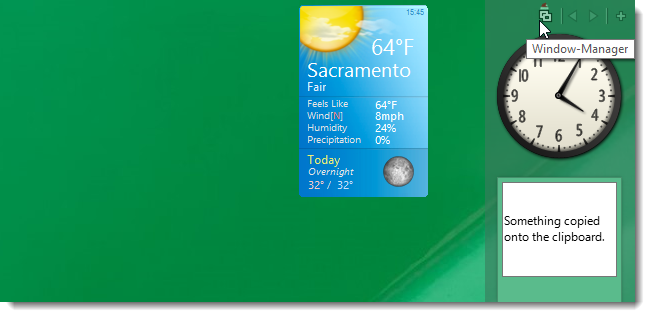 15:45
64°F
Sacramento
Fair
Feels Like 64°F
Wind[N] 8mph
Humidity 24%
Precipitation 0%
Today
Overnight
32° / 32°
Window-Manager
12
1
2
3
4
5
6
7
8
9
10
11
Something copied
onto the clipboard.